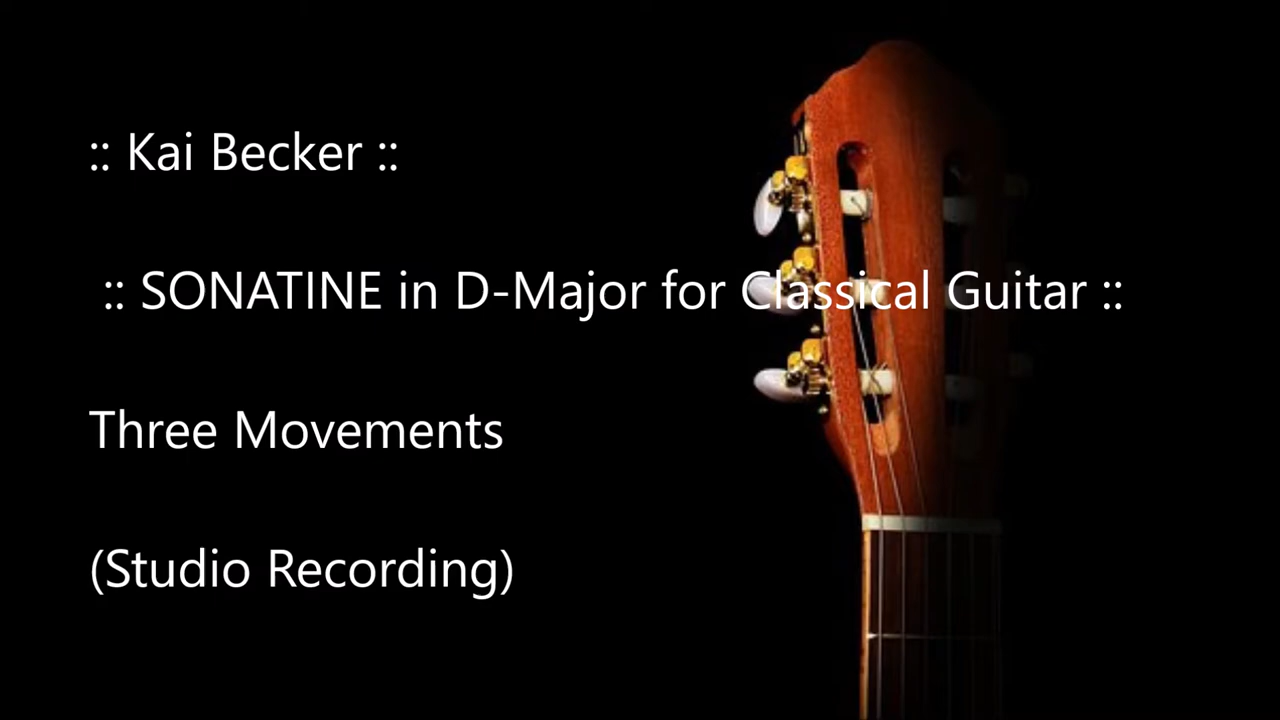 :: Kai Becker ::
:: SONATINE in D-Major for Classical Guitar ::
Three Movements
(Studio Recording)